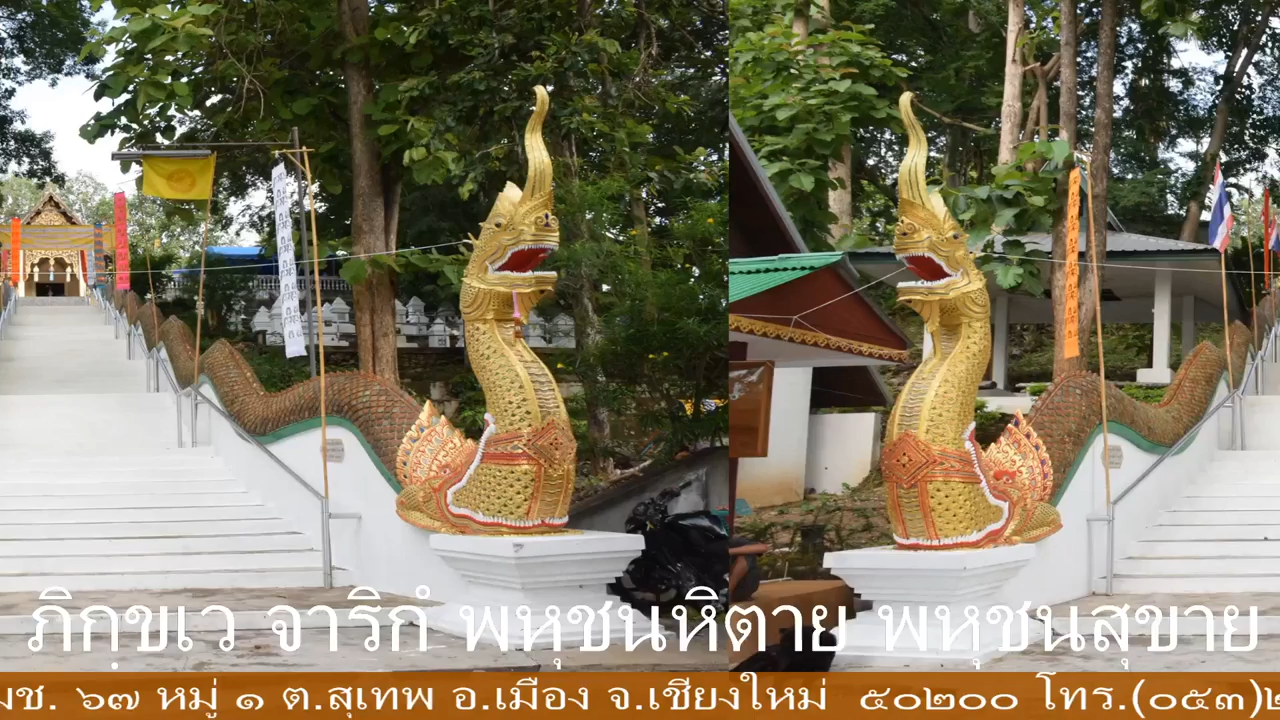 ภิกฺขเว จาริกํ พหุชนหิตาย พหุชนสุขาย
มช. ๖๗ หมู่ ๑ ต.สุเทพ อ.เมือง จ.เชียงใหม่ ๕๐๒๐๐ โทร.(๐๕๓)๒